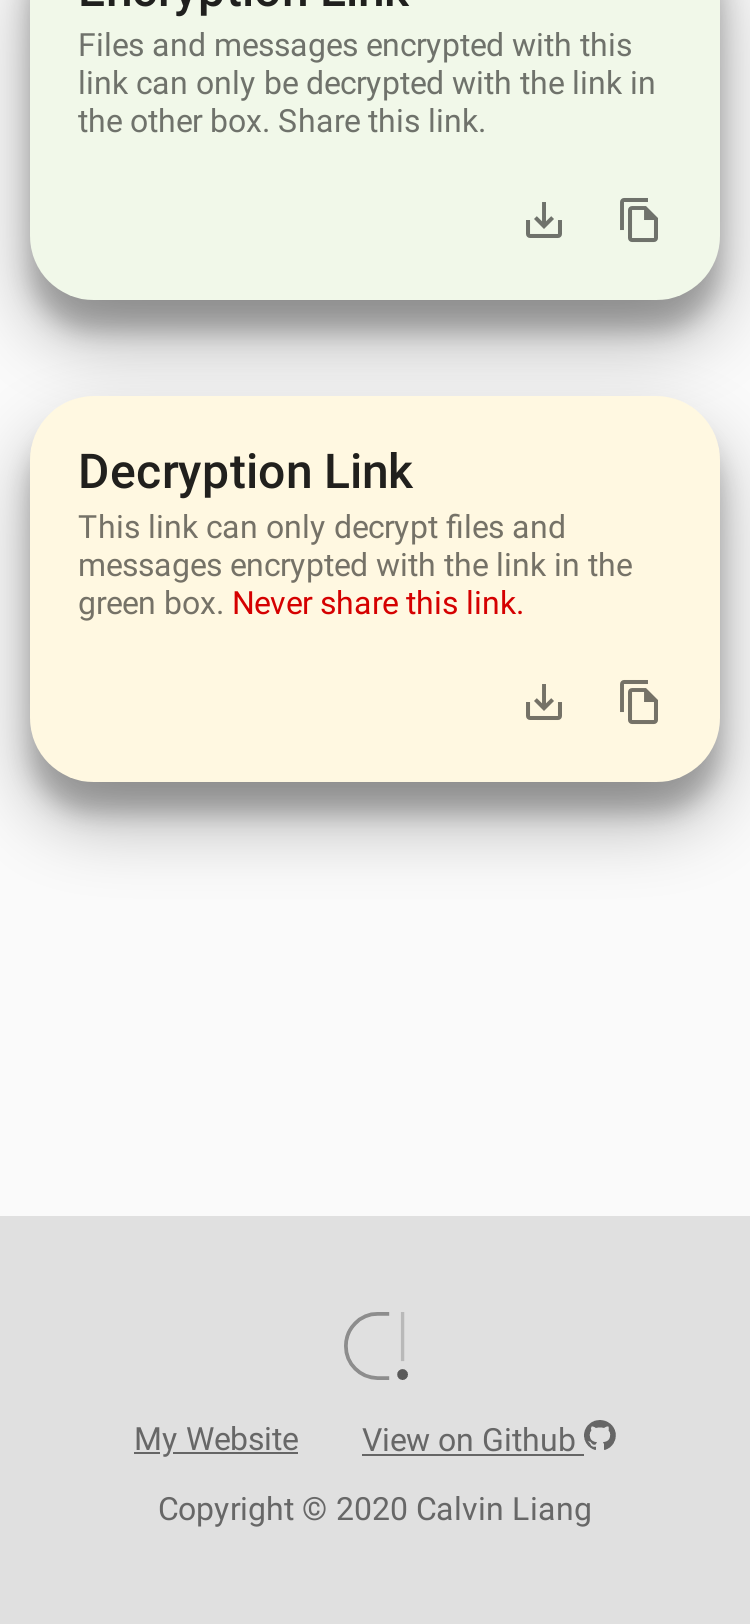 Encryption Link
Files and messages encrypted with this
link can only be decrypted with the link in
the other box. Share this link.
Decryption Link
This link can only decrypt files and
messages encrypted with the link in the
green box. Never share this link.
My Website View on Github
Copyright © 2020 Calvin Liang